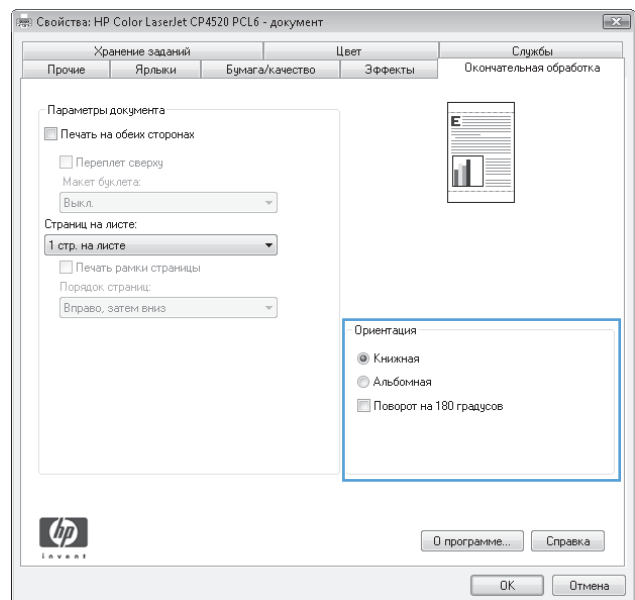 Свойства: HP Color LaserJet CP4520 PCL6 - документ
Хранение заданий Цвет Службы
Прочие Ярлыки Бумага/качество Эффекты Окончательная обработка
Параметры документа
Печать на обеих сторонах
Переплет сверху
Макет буклета:
Выкл.
Страниц на листе:
1 стр. на листе
Печать рамки страницы
Порядок страниц:
Вправо, затем вниз
E
Ориентация
Книжная
Альбомная
Поворот на 180 градусов
hp
invent
О программе... Справка
OK Отмена